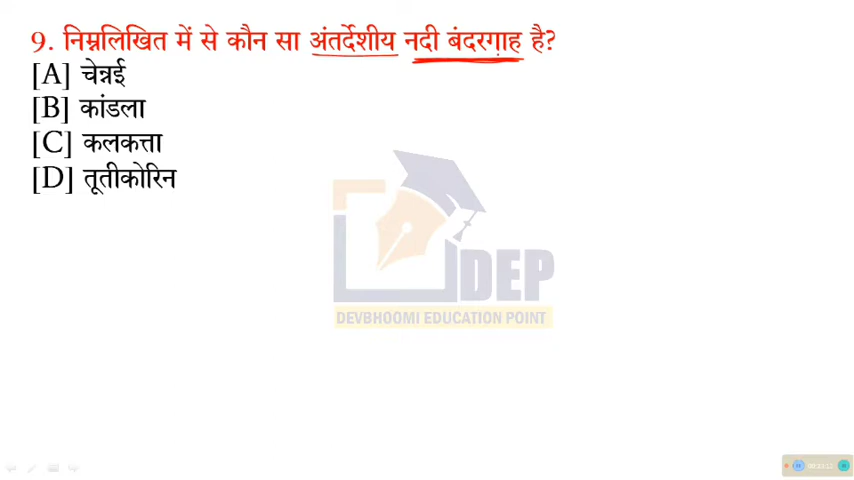 9. निम्नलिखित में से कौन सा अंतर्देशीय नदी बंदरगाह है?
[A] चेन्नई
[B] कांडला
[C] कलकत्ता
[D] तूतीकोरिन
DEP
DEVBHOOMI EDUCATION POINT